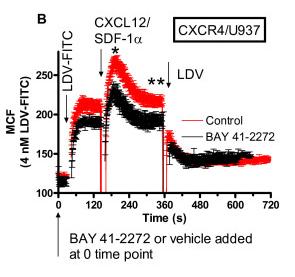 B
CXCL12/
SDF-1α
CXCR4/U937
LDV-FITC
*
**
LDV
MCF
(4 nM LDV-FITC)
250
200
150
100
Control
BAY 41-2272
0 120 240 360 480 600 720
Time (s)
BAY 41-2272 or vehicle added
at 0 time point